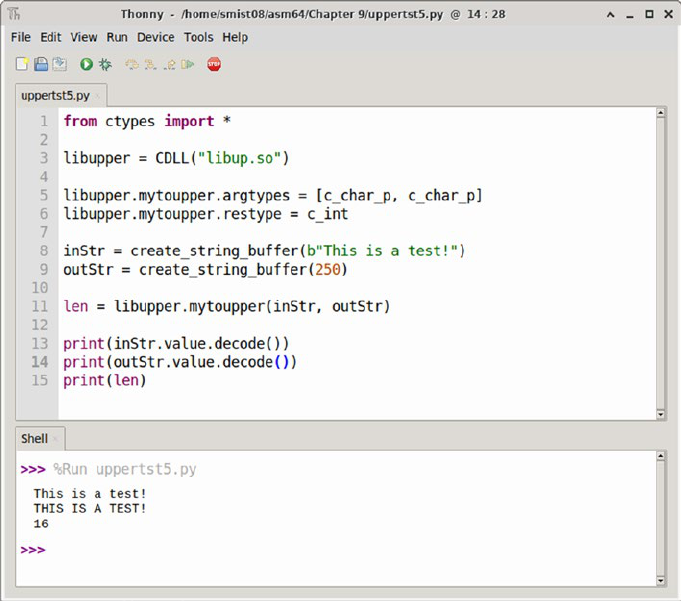 Thonny - /home/smist08/asm64/Chapter 9/uppertst5.py @ 14 : 28
File Edit View Run Device Tools Help
uppertst5.py
1 from ctypes import *
2
3 libupper = CDLL("libup.so")
4
5 libupper.mytoupper.argtypes = [c_char_p, c_char_p]
6 libupper.mytoupper.restype = c_int
7
8 inStr = create_string_buffer(b"This is a test!")
9 outStr = create_string_buffer(250)
10
11 len = libupper.mytoupper(inStr, outStr)
12
13 print(inStr.value.decode())
14 print(outStr.value.decode())
15 print(len)
Shell
>>> %Run uppertst5.py
This is a test!
THIS IS A TEST!
16
>>>